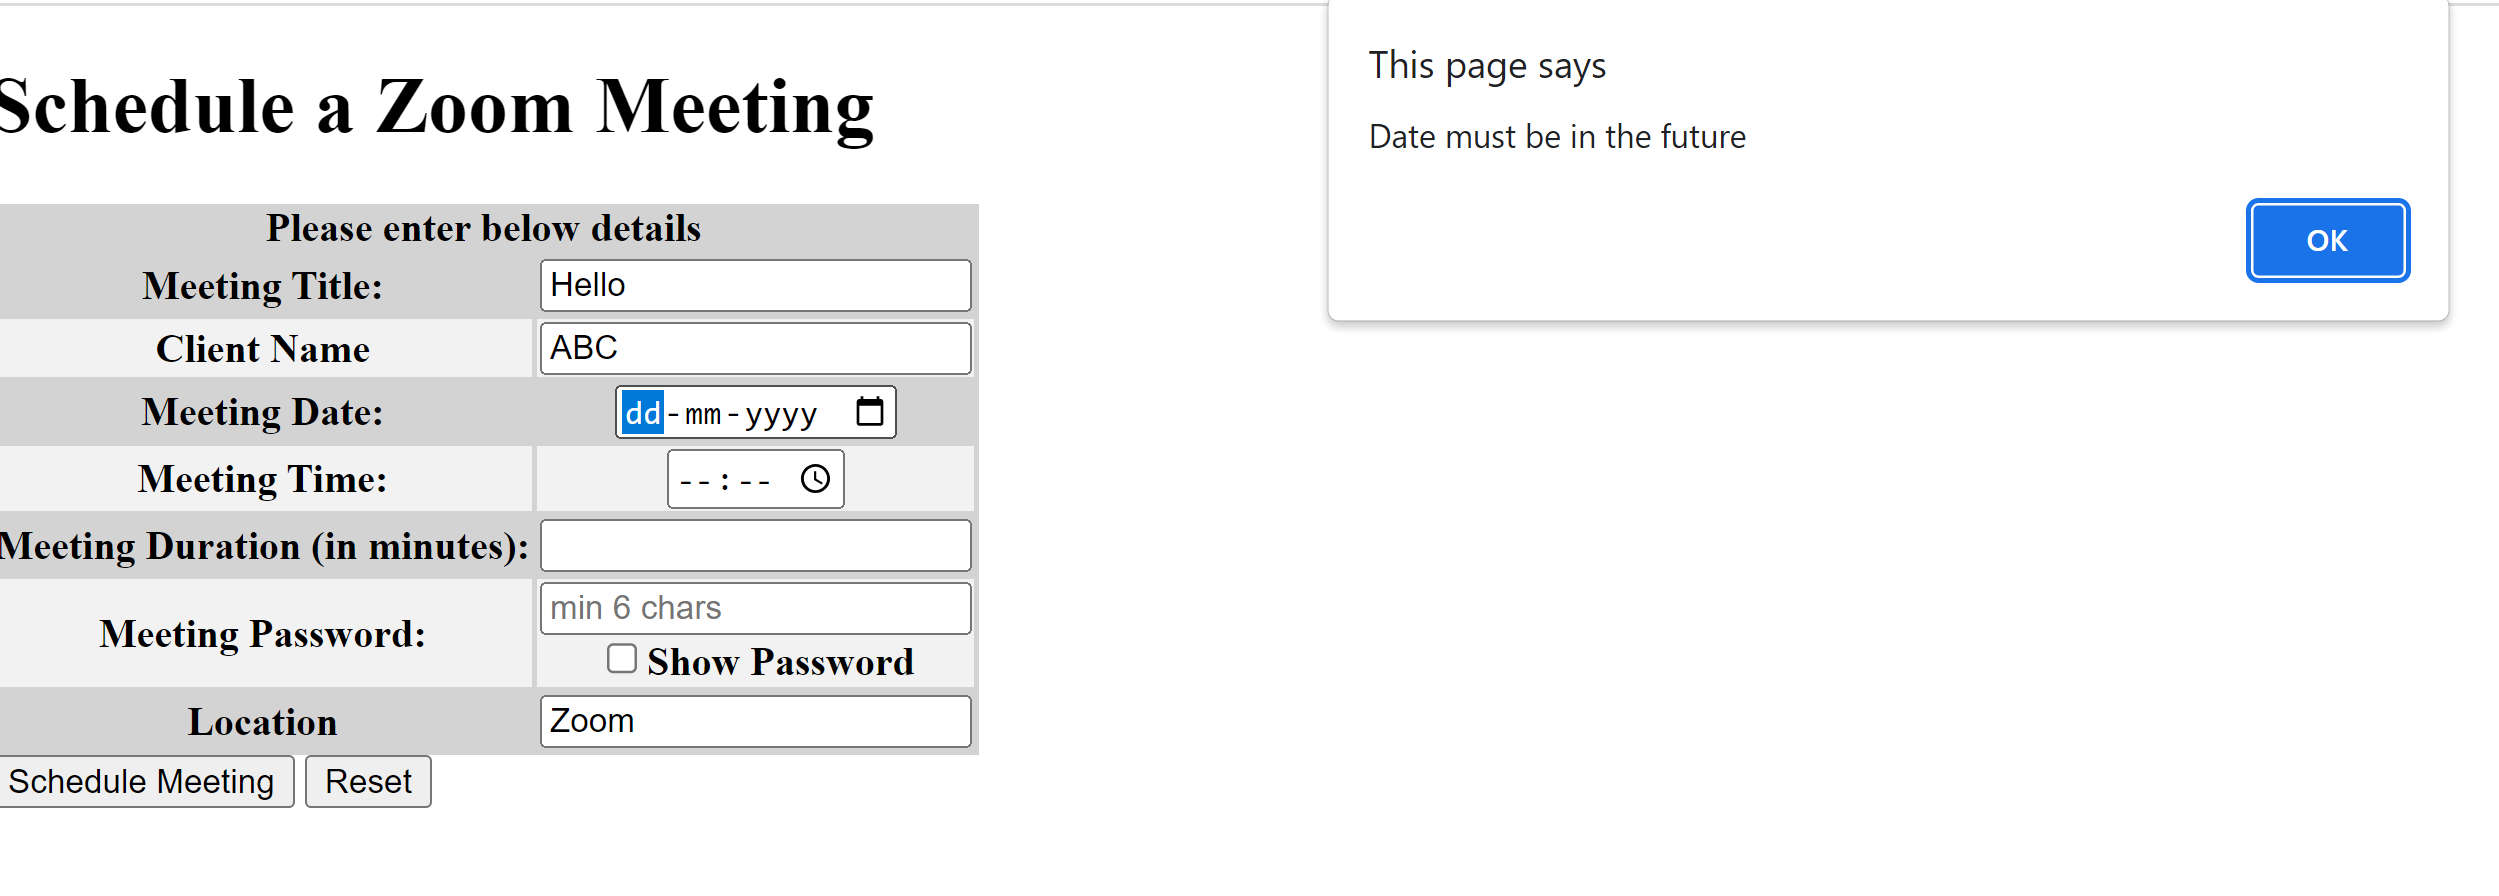 Schedule a Zoom Meeting
This page says
Date must be in the future
OK
Please enter below details
Meeting Title: Hello
Client Name ABC
Meeting Date: dd-mm-yyyy
Meeting Time: --:--
Meeting Duration (in minutes):
Meeting Password: min 6 chars
Show Password
Location Zoom
Schedule Meeting Reset